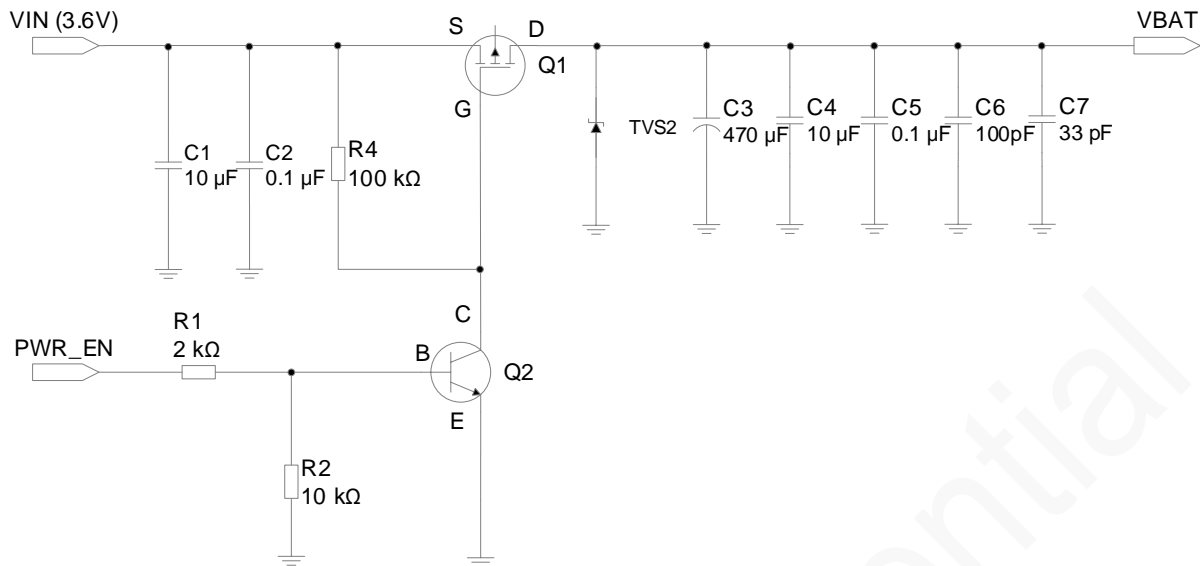 VIN (3.6V)
S
D
VBAT
Q1
G
C1
10 µF
C2
0.1 µF
R4
100 kΩ
TVS2
C3
470 µF
C4
10 µF
C5
0.1 µF
C6
100pF
C7
33 pF
C
R1
2 kΩ
PWR_EN
B
Q2
E
R2
10 kΩ
ential